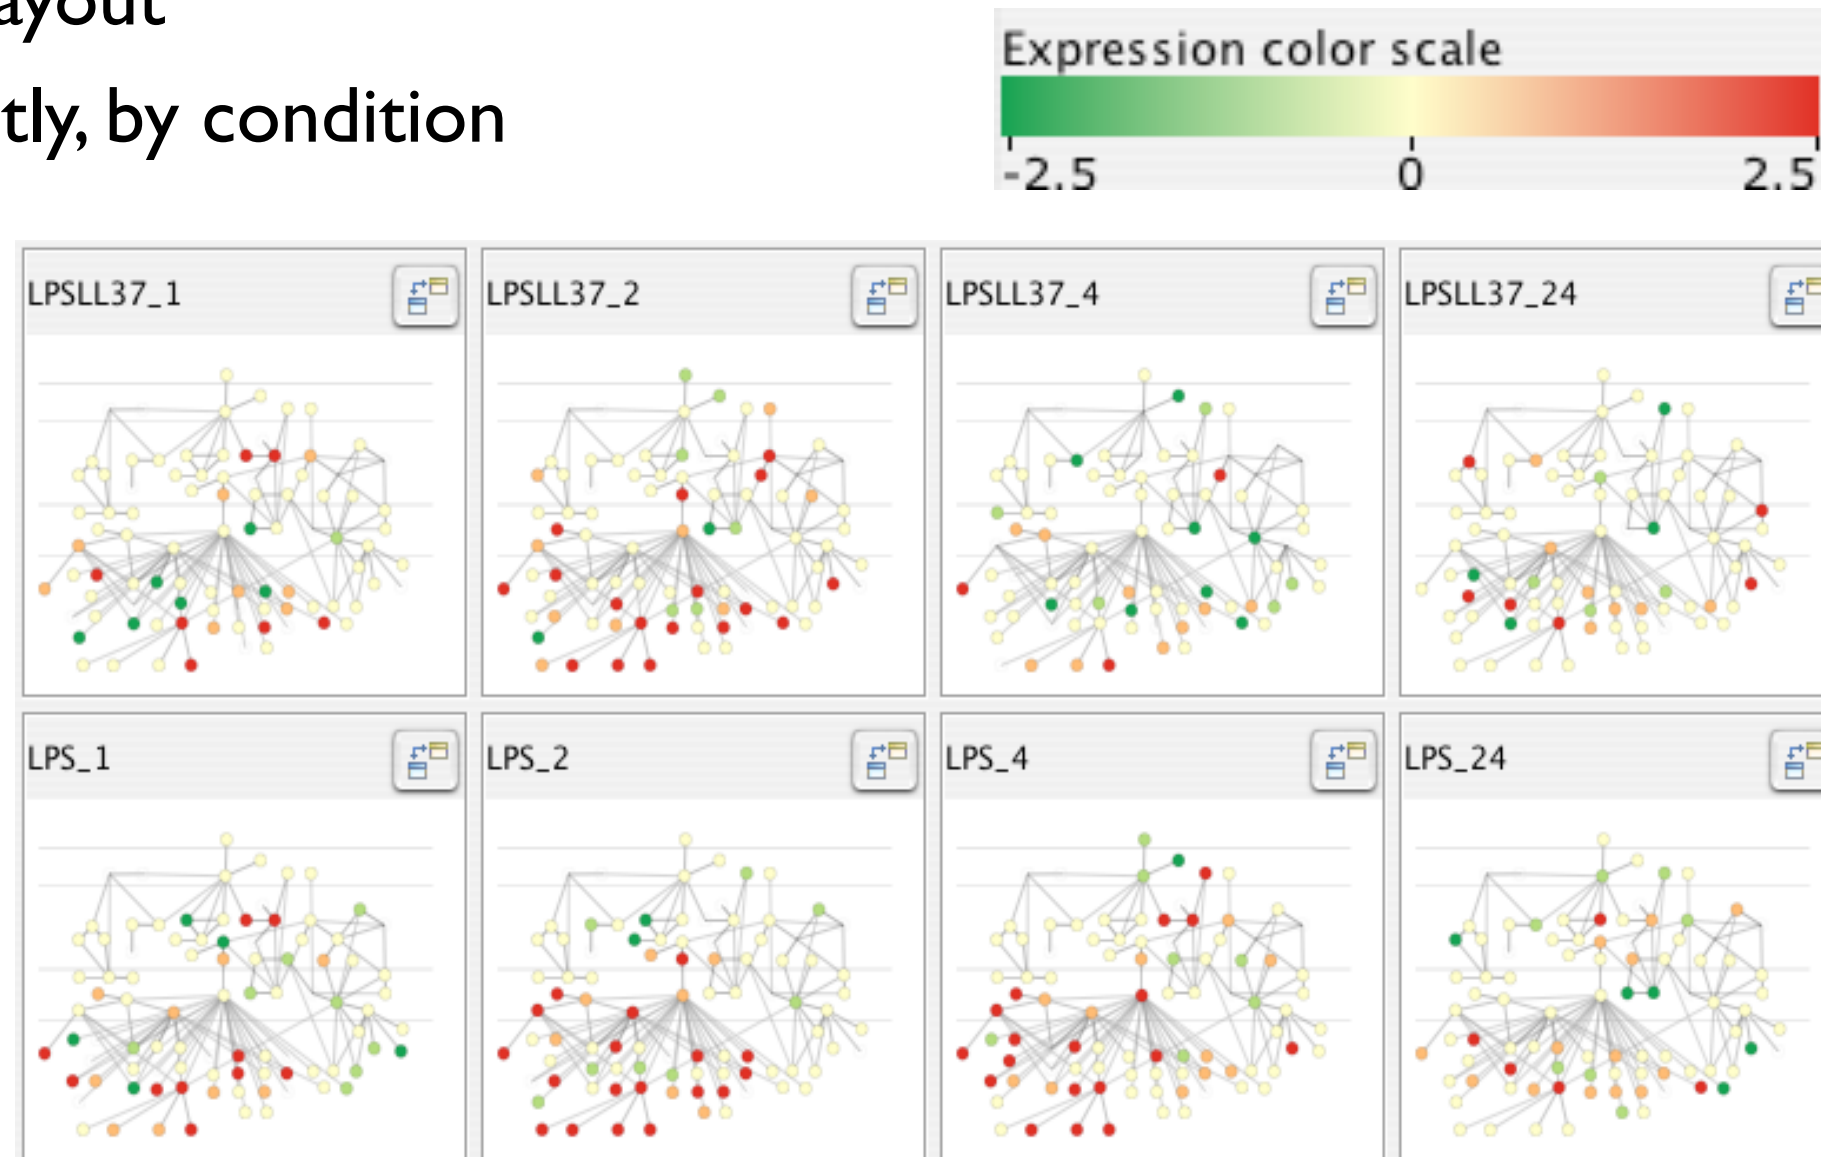 ayout
tly, by condition
Expression color scale
-2.5 0 2.5
LPSLL37_1 LPSLL37_2 LPSLL37_4 LPSLL37_24
LPS_1 LPS_2 LPS_4 LPS_24